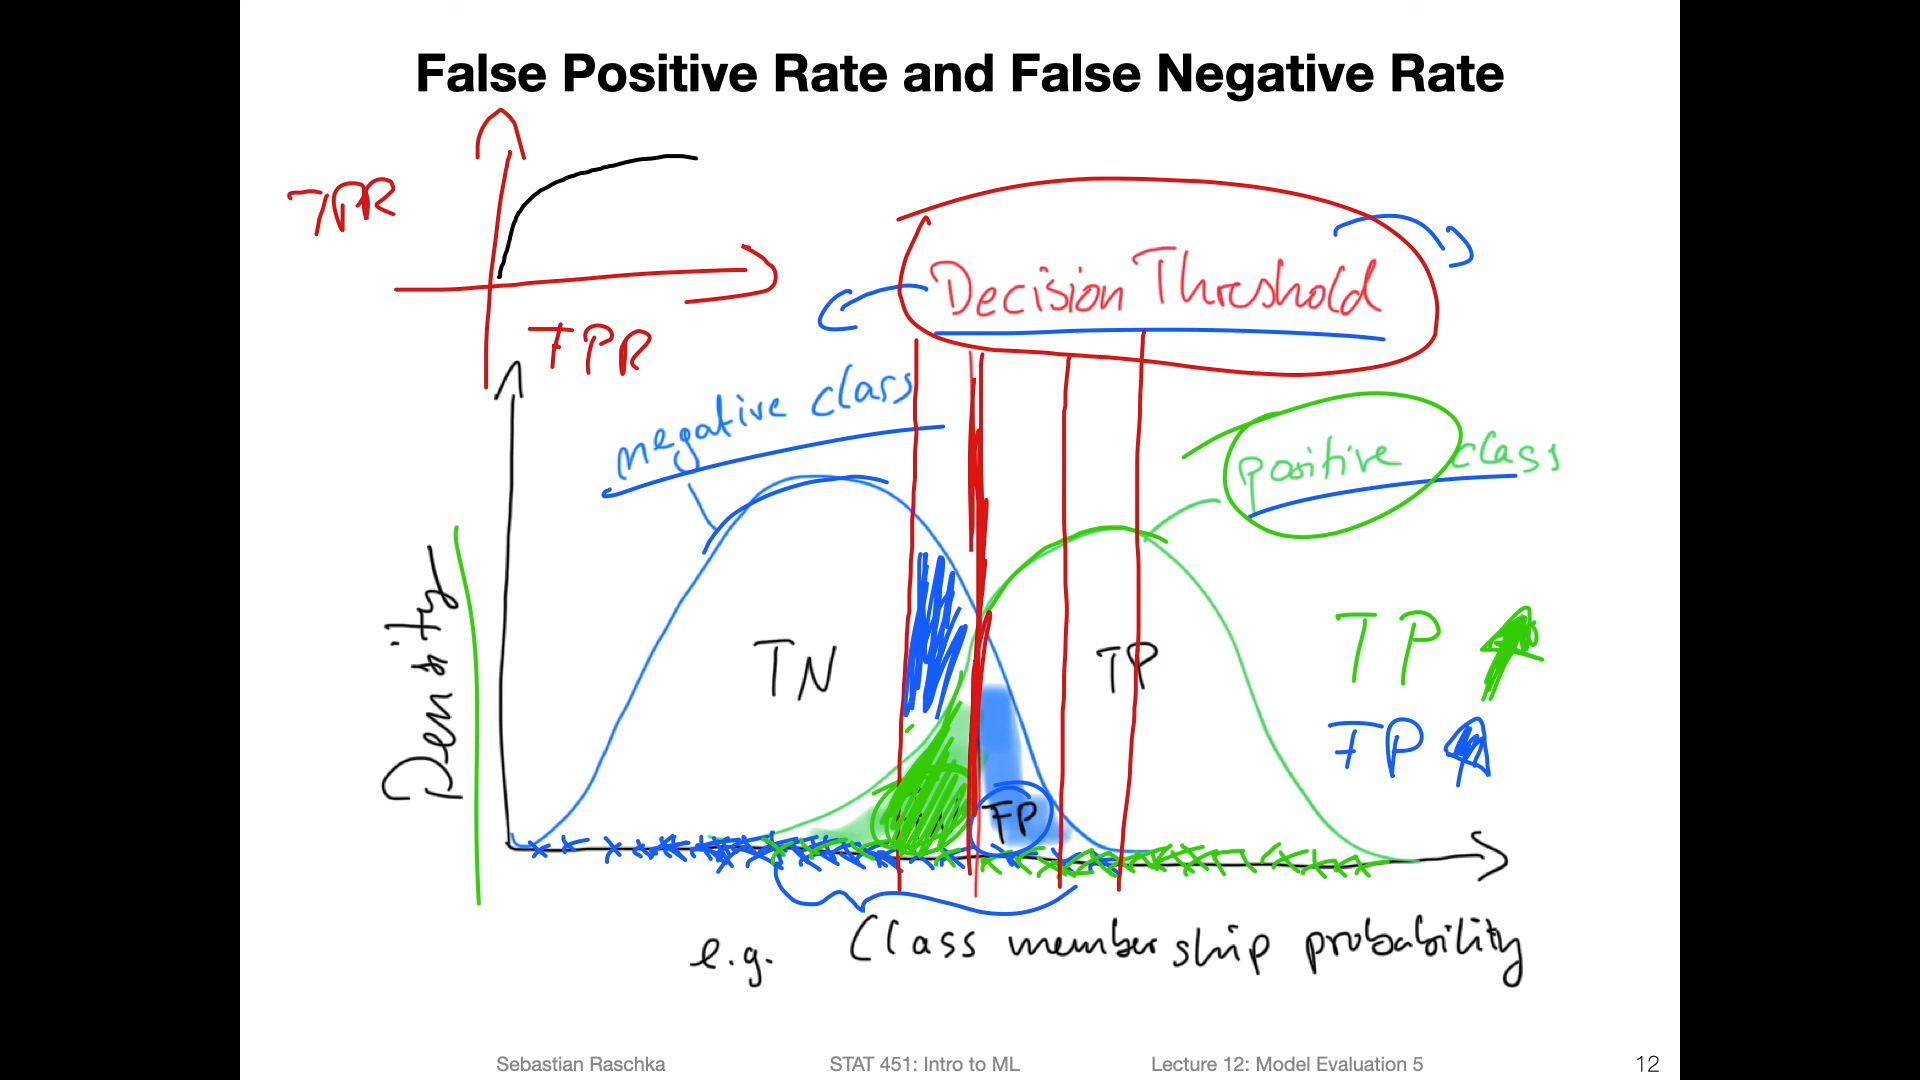 False Positive Rate and False Negative Rate
TPR
FPR
Decision Threshold
negative class
positive class
Density
TN
TP
TP
FP
FP
e.g. Class membership probability
Sebastian Raschka
STAT 451: Intro to ML
Lecture 12: Model Evaluation 5
12